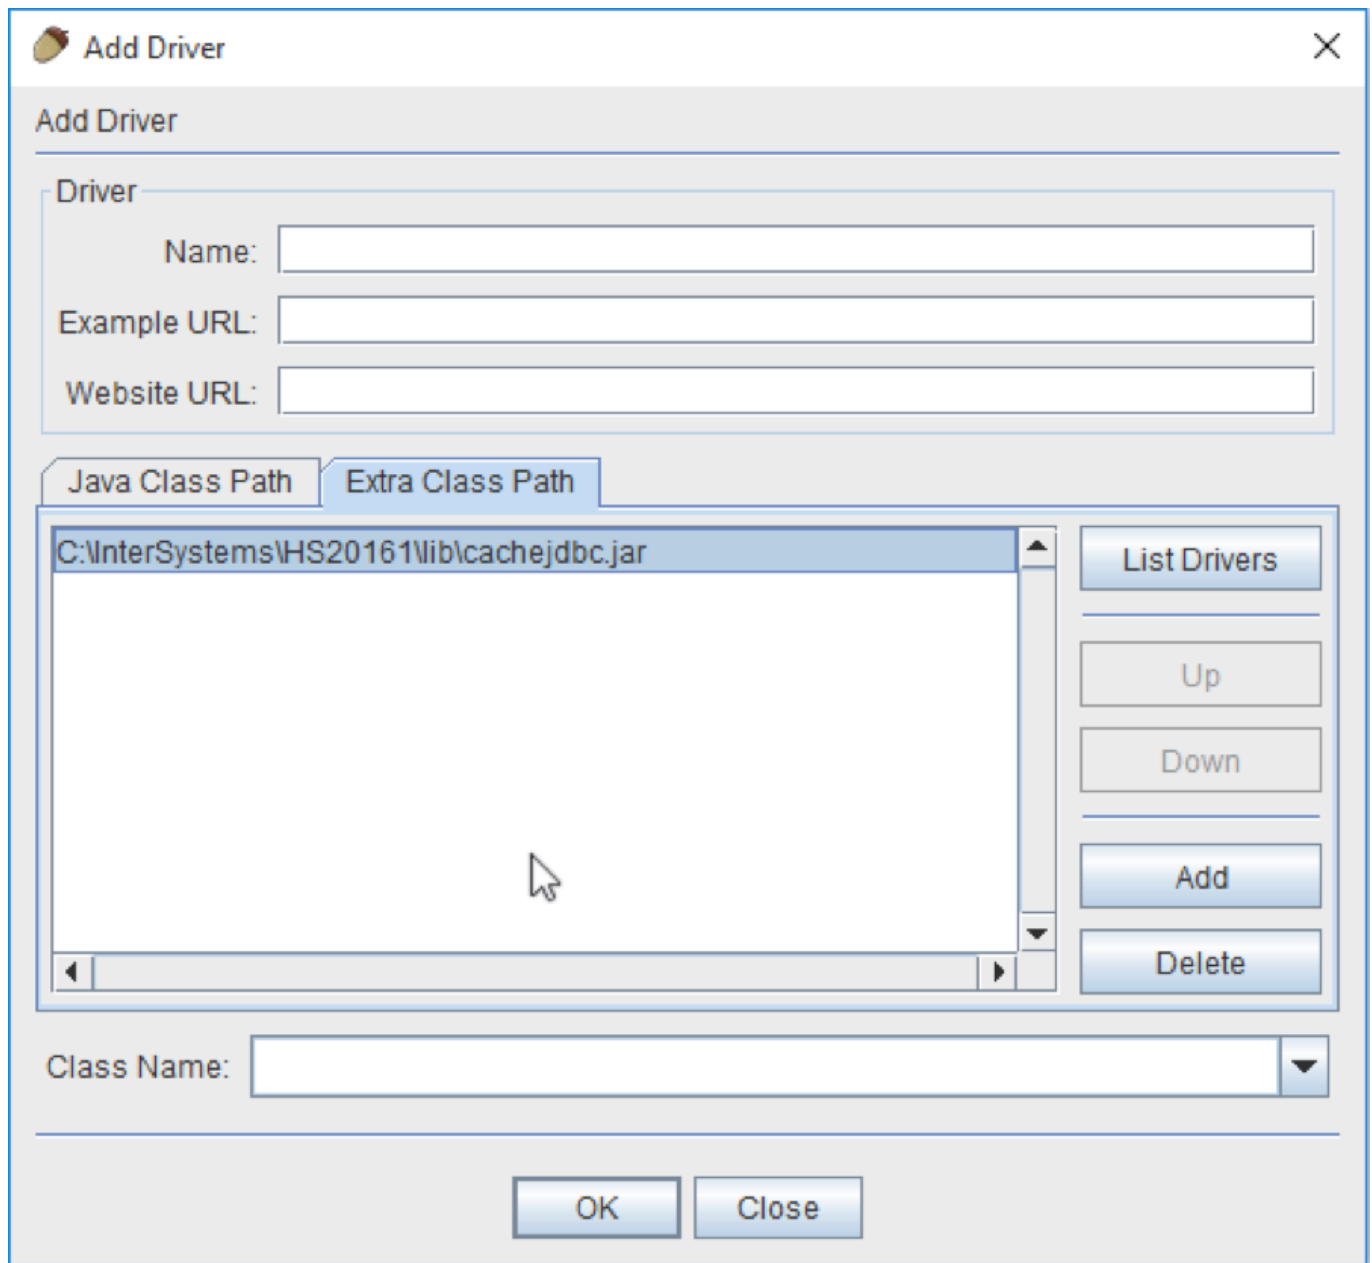 Add Driver
Add Driver
Driver
Name:
Example URL:
Website URL:
Java Class Path
Extra Class Path
C:\InterSystems\HS20161\lib\cachejdbc.jar
List Drivers
Up
Down
Add
Delete
Class Name:
OK
Close